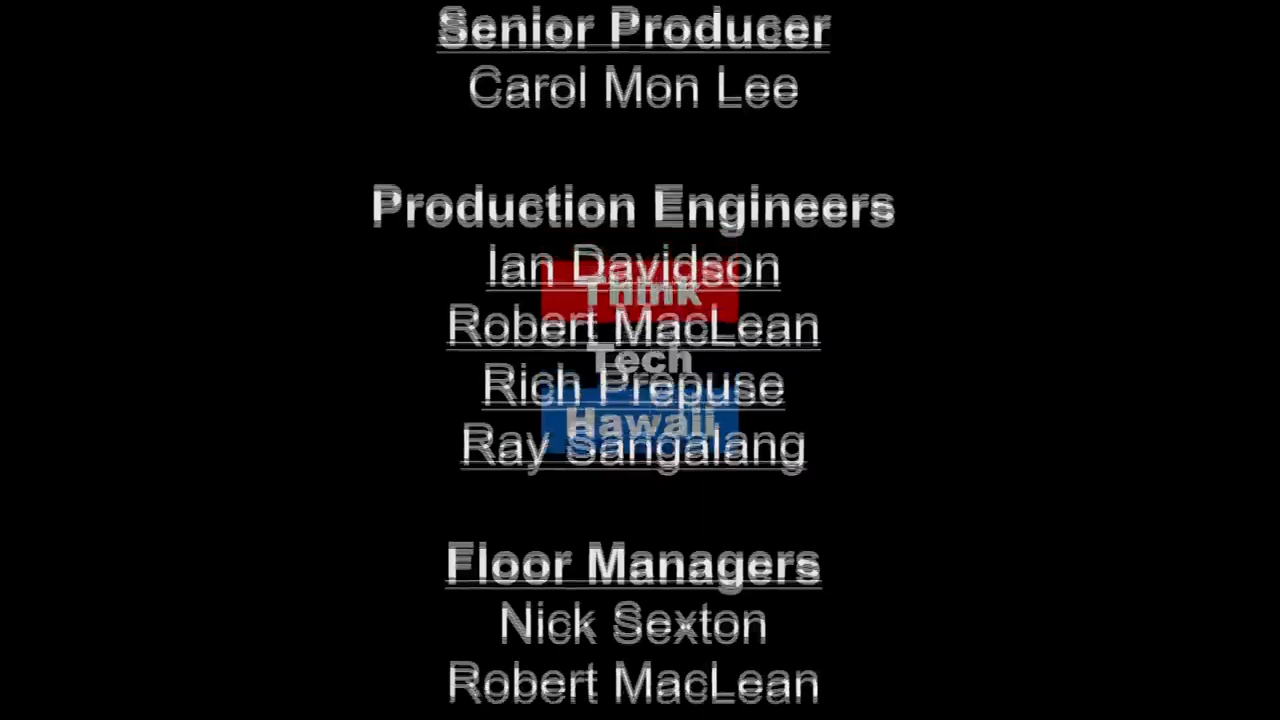 Senior Producer
Carol Mon Lee
Production Engineers
Ian Davidson
Think
Robert MacLean
Tech
Rich Prepuse
Hawaii
Ray Sangalang
Floor Managers
Nick Sexton
Robert MacLean